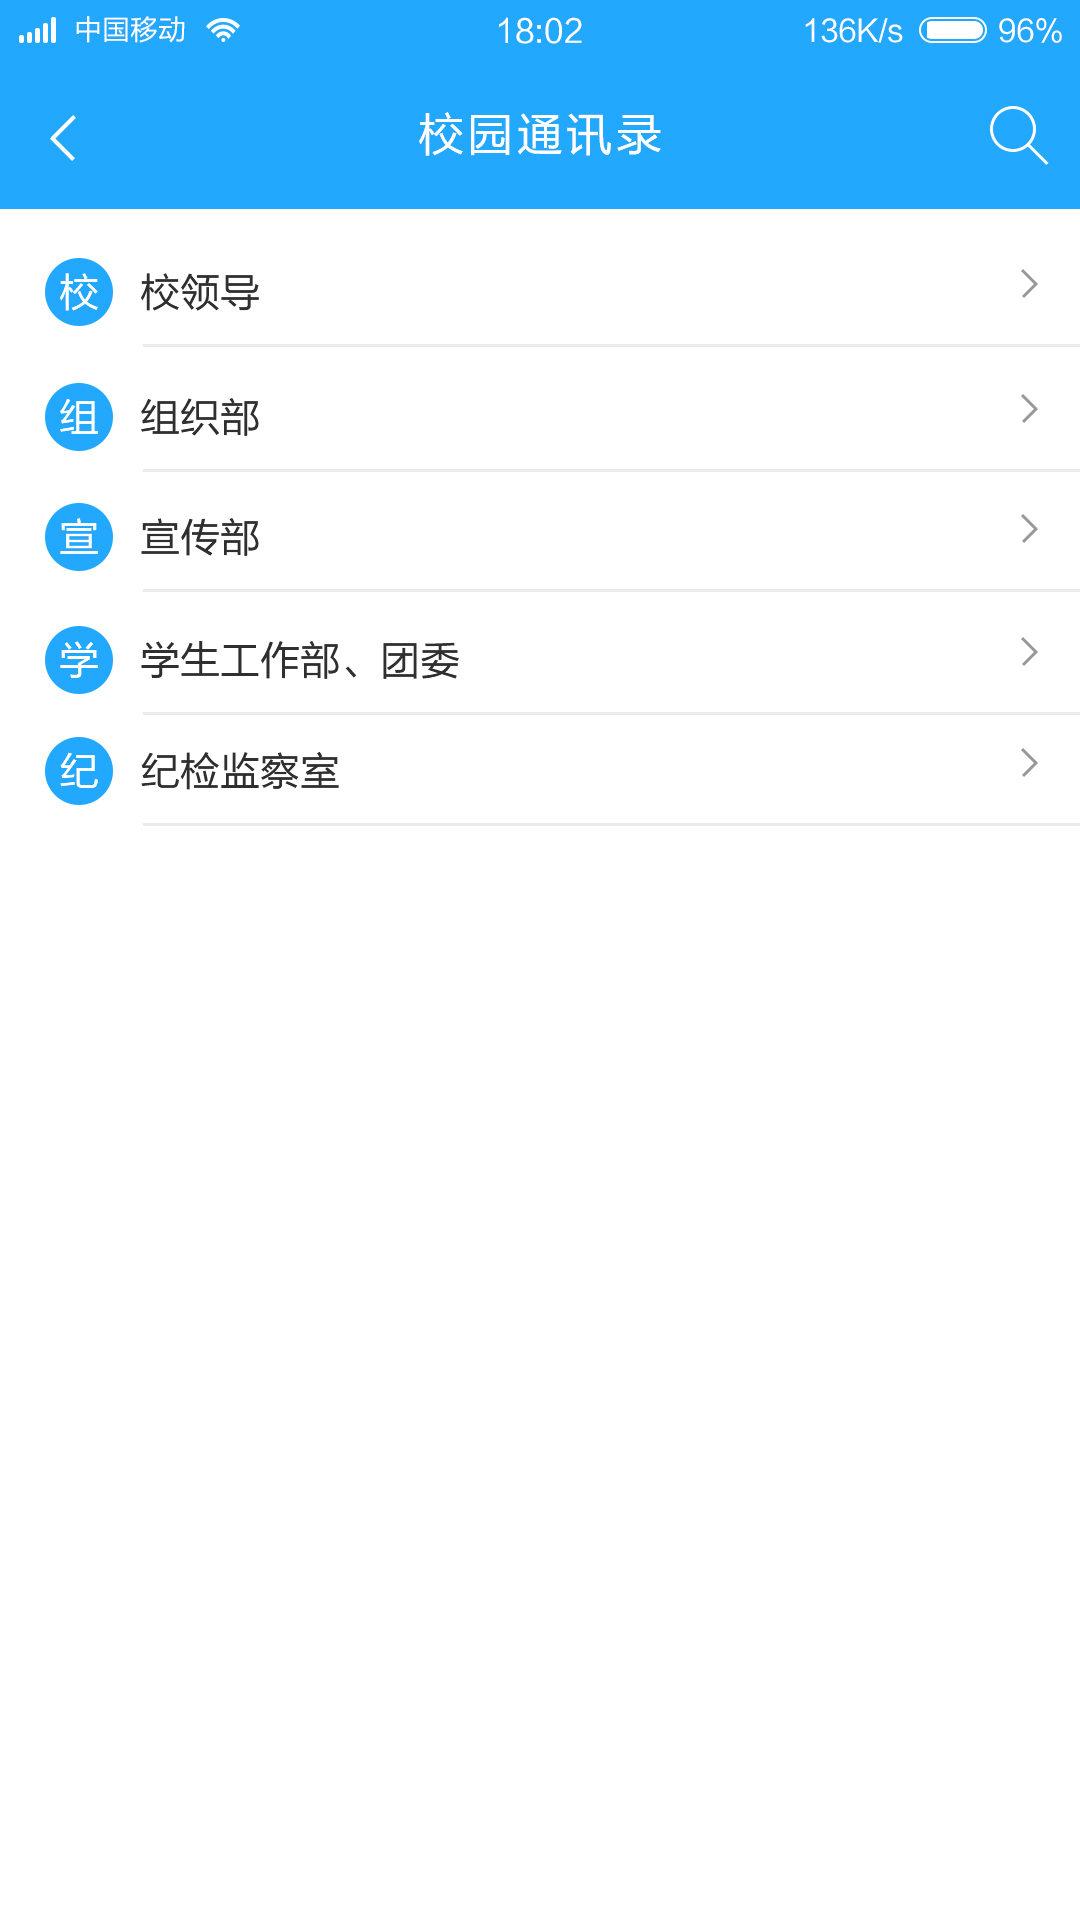 中国移动 18:02 136K/s 96%
校园通讯录
校 校领导
组 组织部
宣 宣传部
学 学生工作部、团委
纪 纪检监察室